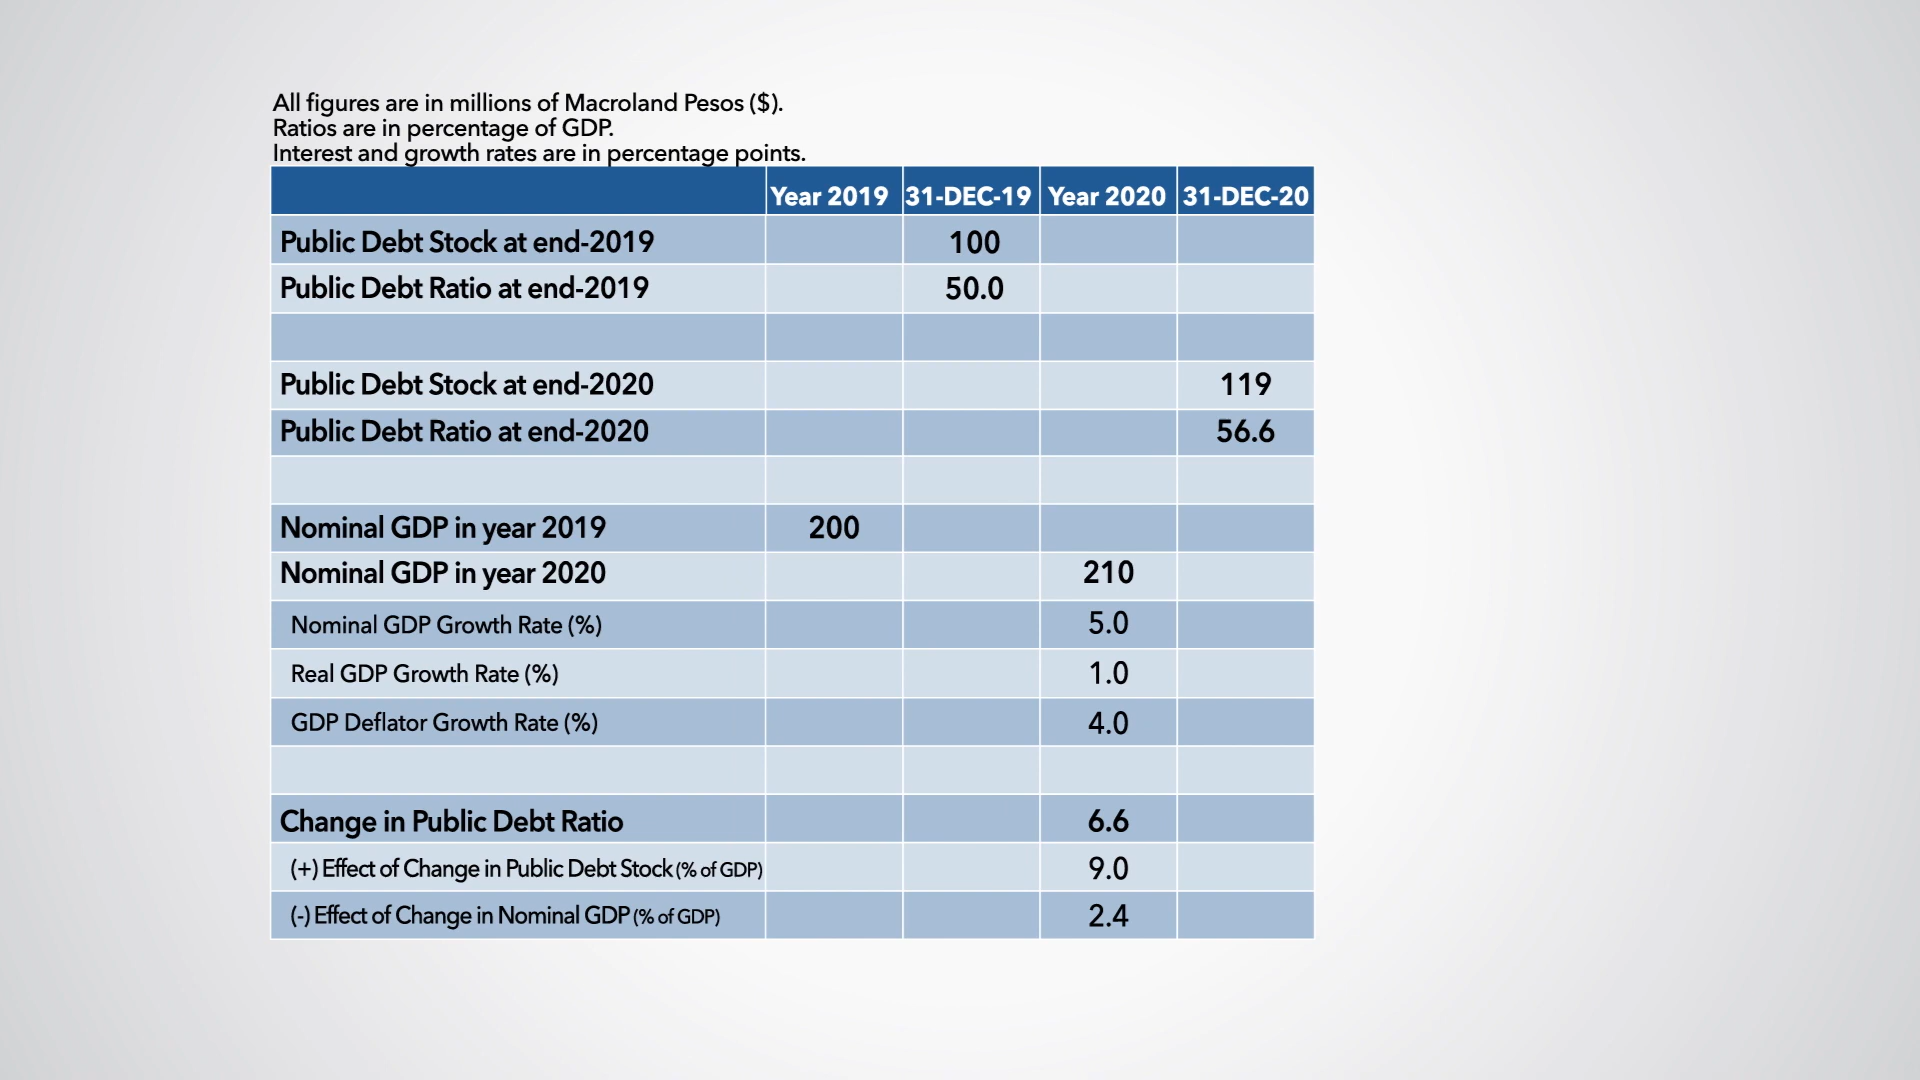 All figures are in millions of Macroland Pesos ($).
Ratios are in percentage of GDP.
Interest and growth rates are in percentage points.
Year 2019 31-DEC-19 Year 2020 31-DEC-20
Public Debt Stock at end-2019 100
Public Debt Ratio at end-2019 50.0
Public Debt Stock at end-2020 119
Public Debt Ratio at end-2020 56.6
Nominal GDP in year 2019 200
Nominal GDP in year 2020 210
Nominal GDP Growth Rate (%) 5.0
Real GDP Growth Rate (%) 1.0
GDP Deflator Growth Rate (%) 4.0
Change in Public Debt Ratio 6.6
(+) Effect of Change in Public Debt Stock (% of GDP) 9.0
(-) Effect of Change in Nominal GDP (% of GDP) 2.4